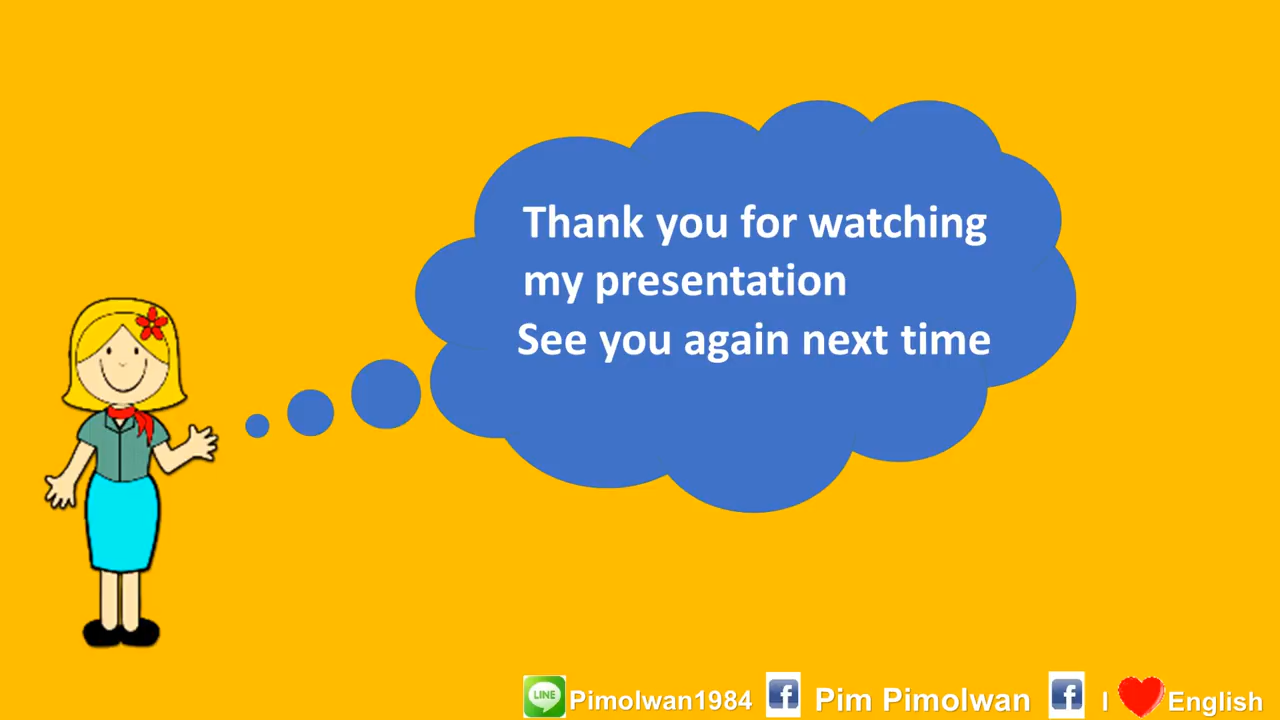 Thank you for watching
my presentation
See you again next time
LINE Pimolwan1984 f Pim Pimolwan f I English